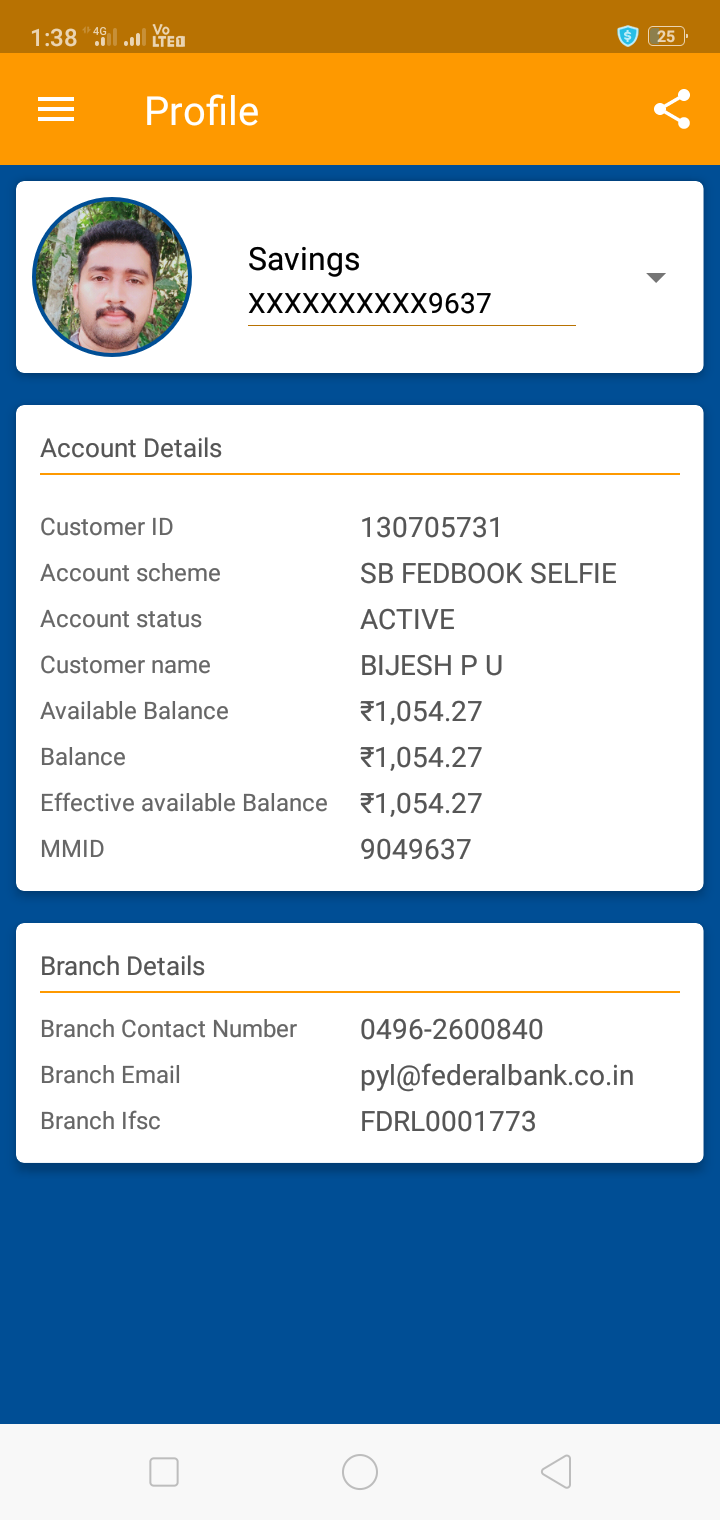 1:38 4G Vo LTE 25
Profile
Savings
XXXXXXXXXX9637
Account Details
Customer ID 130705731
Account scheme SB FEDBOOK SELFIE
Account status ACTIVE
Customer name BIJESH P U
Available Balance ₹1,054.27
Balance ₹1,054.27
Effective available Balance ₹1,054.27
MMID 9049637
Branch Details
Branch Contact Number 0496-2600840
Branch Email pyl@federalbank.co.in
Branch Ifsc FDRL0001773